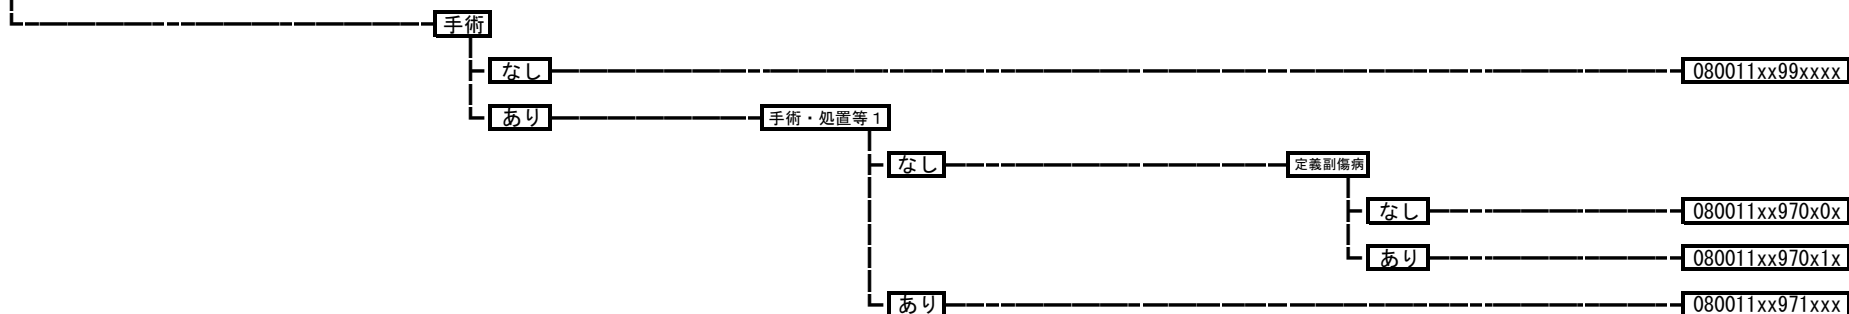 手術
なし 080011xx99xxxx
あり 手術・処置等１
なし 定義副傷病
なし 080011xx970x0x
あり 080011xx970x1x
あり 080011xx971xxx